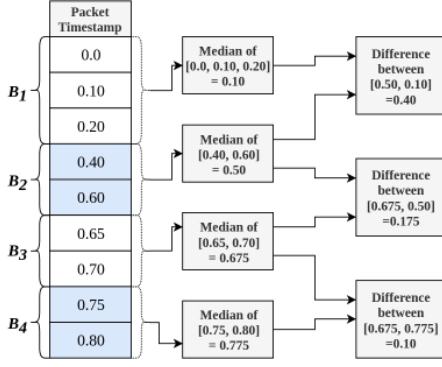 Packet
Timestamp
0.0
0.10
0.20
0.40
0.60
0.65
0.70
0.75
0.80
B1
B2
B3
B4
Median of
[0.0, 0.10, 0.20]
= 0.10
Median of
[0.40, 0.60]
= 0.50
Median of
[0.65, 0.70]
= 0.675
Median of
[0.75, 0.80]
= 0.775
Difference
between
[0.50, 0.10]
=0.40
Difference
between
[0.675, 0.50]
=0.175
Difference
between
[0.675, 0.775]
=0.10